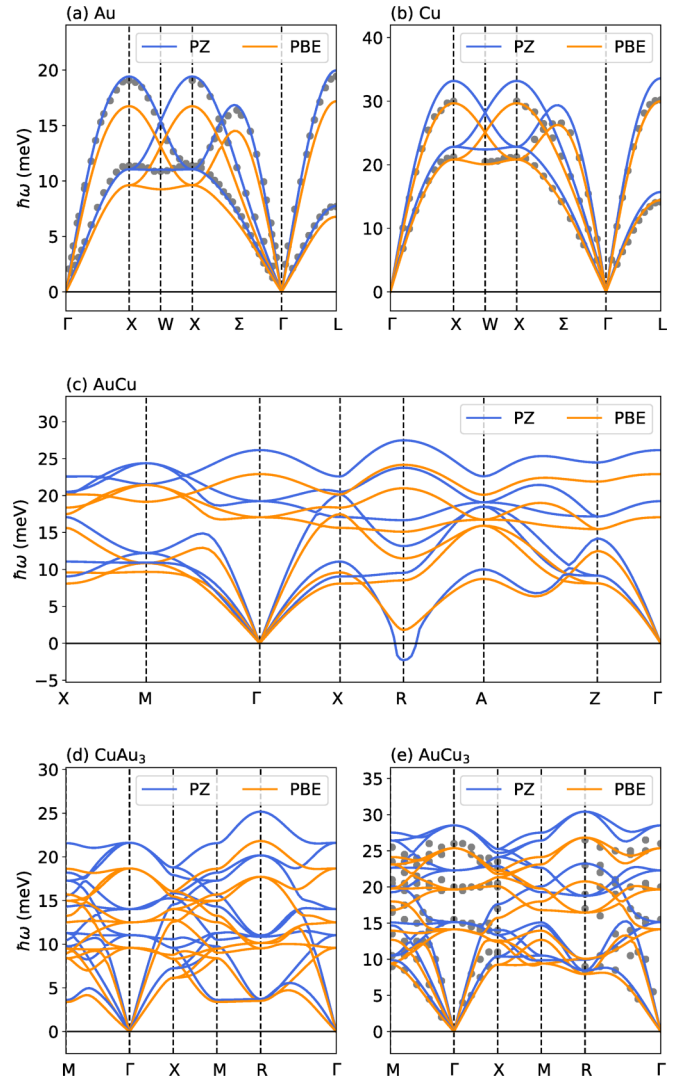 (a) Au
(b) Cu
PZ PBE
PZ PBE
ħω (meV)
20
15
10
5
0
40
30
20
10
0
Γ X W X Σ Γ L
Γ X W X Σ Γ L
(c) AuCu
PZ PBE
ħω (meV)
30
25
20
15
10
5
0
−5
X M Γ X R A Z Γ
(d) CuAu₃
(e) AuCu₃
PZ PBE
PZ PBE
ħω (meV)
30
25
20
15
10
5
0
35
30
25
20
15
10
5
0
M Γ X M R Γ
M Γ X M R Γ